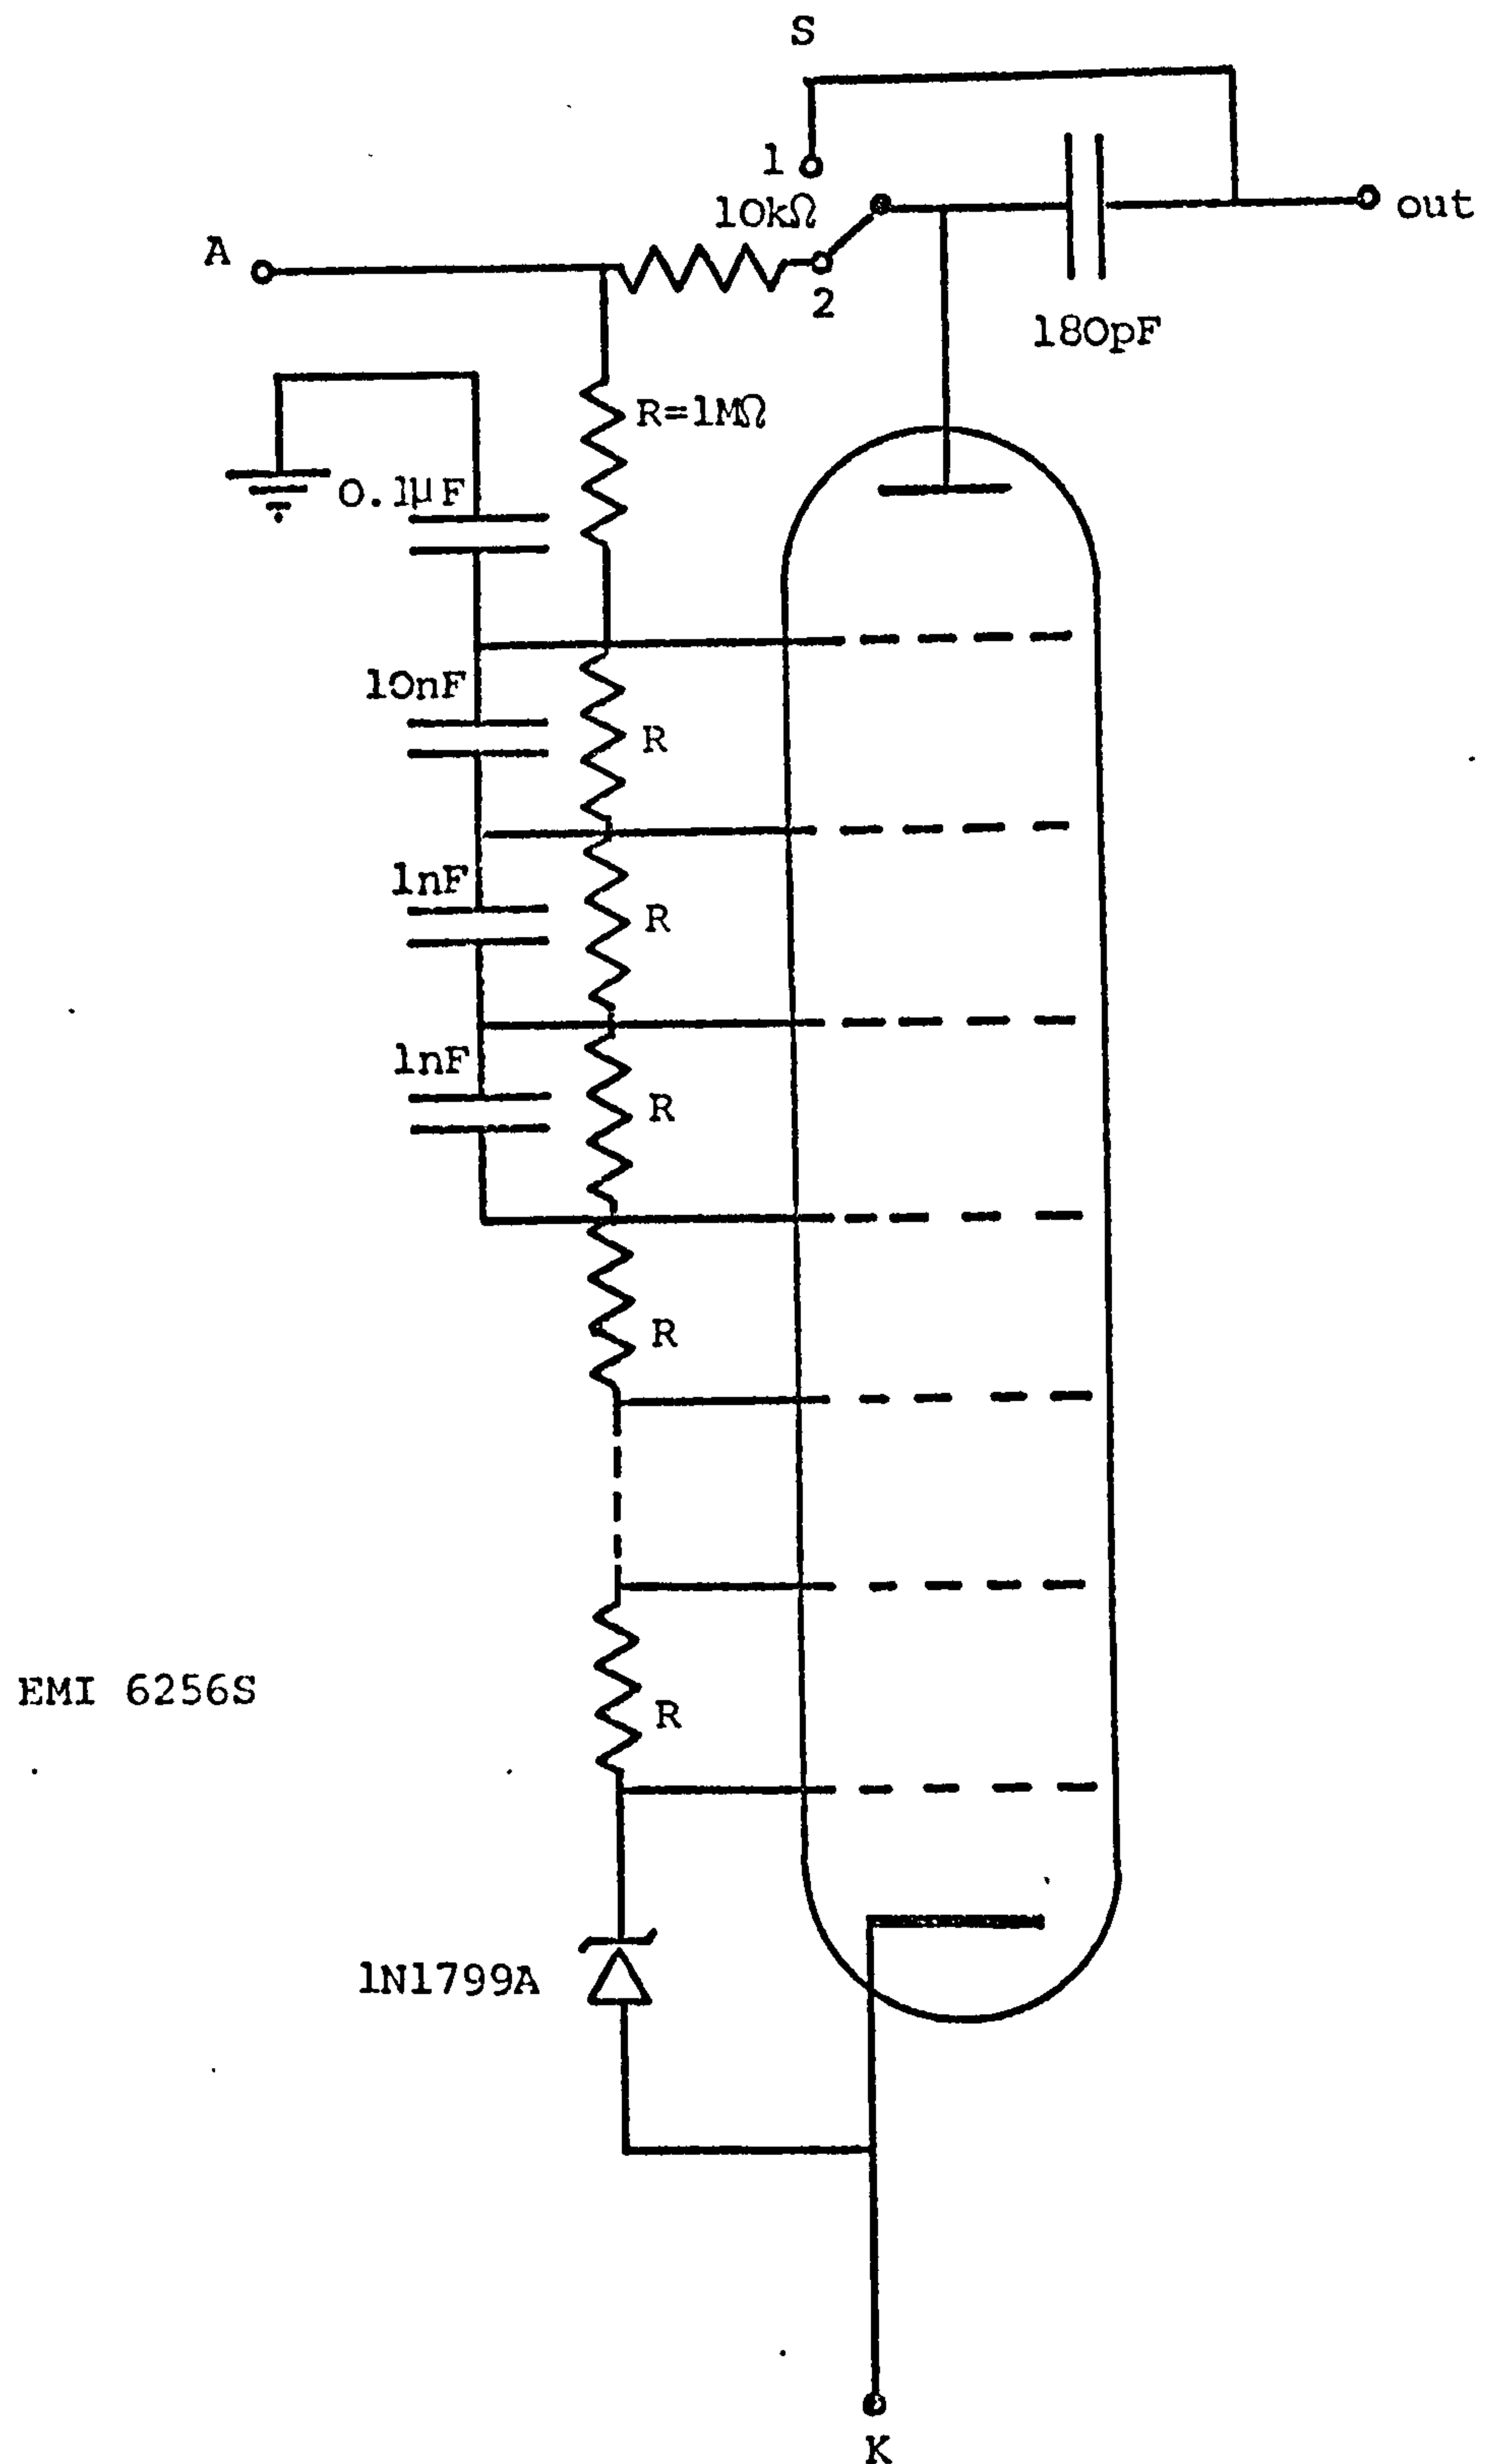 S
1
10kΩ
out
A
2
180pF
R=1MΩ
0.1µF
10nF
R
1nF
R
1nF
R
R
EMI 6256S
R
1N1799A
K